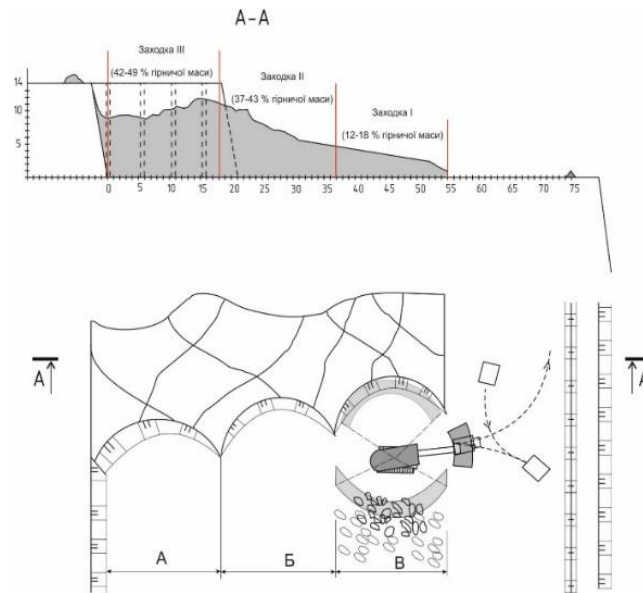 А-А
Заходка III
(42-49 % гірничої маси)
Заходка II
(37-43 % гірничої маси)
Заходка I
(12-18 % гірничої маси)
14
10
5
0 5 10 15 20 25 30 35 40 45 50 55 60 65 70 75
А А
А Б В